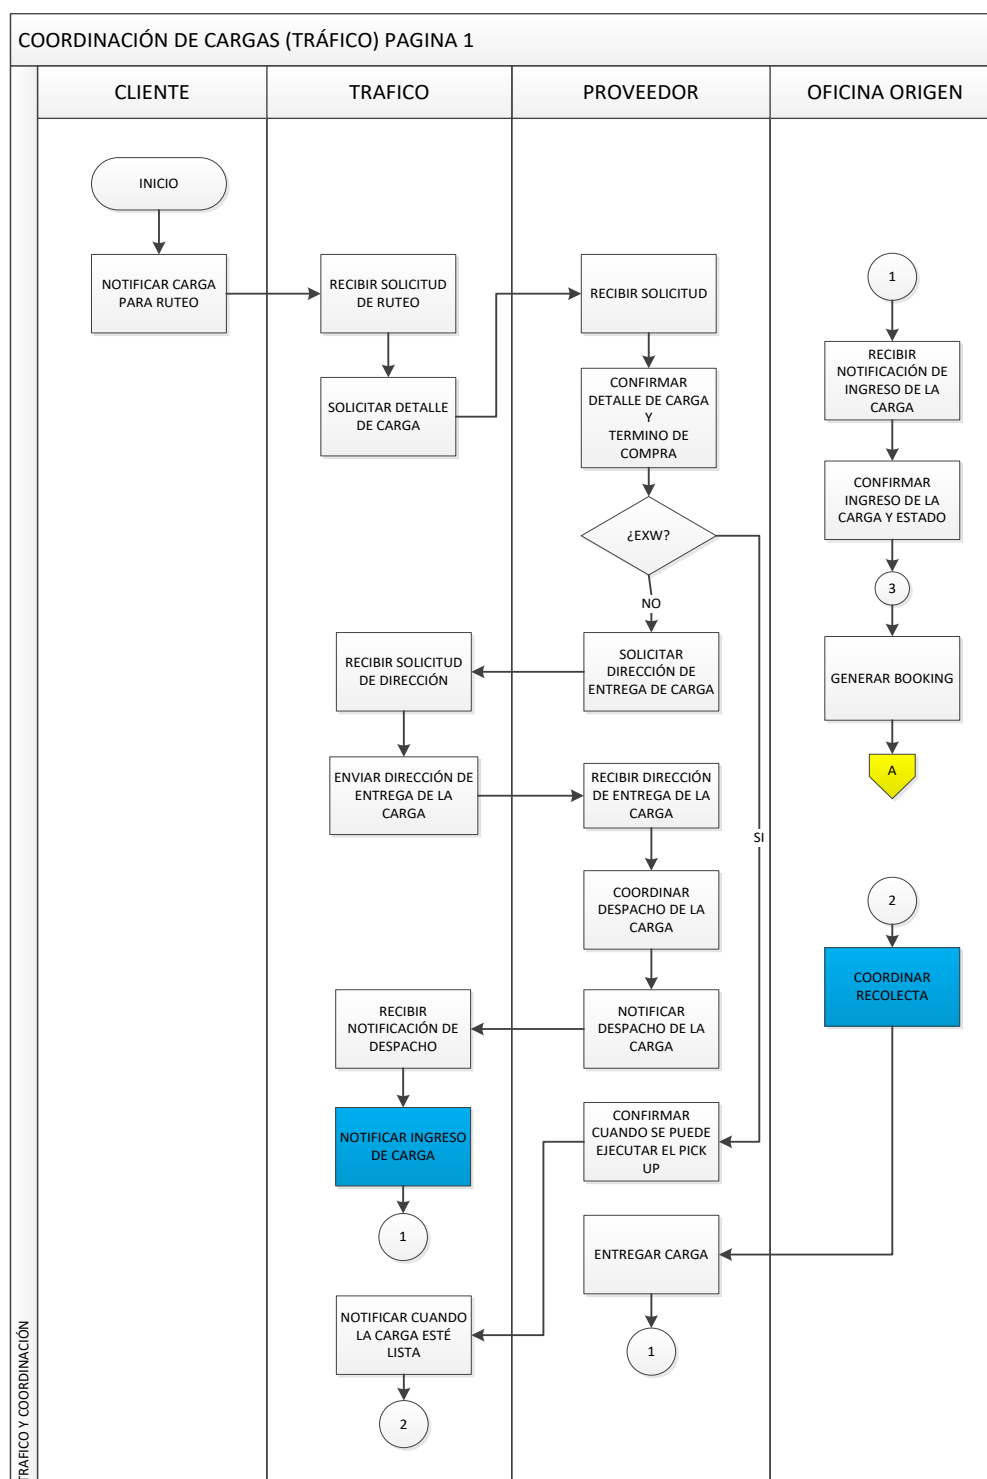 COORDINACIÓN DE CARGAS (TRÁFICO) PAGINA 1
CLIENTE
TRAFICO
PROVEEDOR
OFICINA ORIGEN
INICIO
NOTIFICAR CARGA
PARA RUTEO
RECIBIR SOLICITUD
DE RUTEO
SOLICITAR DETALLE
DE CARGA
RECIBIR SOLICITUD
CONFIRMAR
DETALLE DE CARGA
Y
TERMINO DE
COMPRA
¿EXW?
NO
SI
SOLICITAR
DIRECCIÓN DE
ENTREGA DE CARGA
RECIBIR SOLICITUD
DE DIRECCIÓN
ENVIAR DIRECCIÓN DE
ENTREGA DE LA
CARGA
RECIBIR DIRECCIÓN
DE ENTREGA DE LA
CARGA
COORDINAR
DESPACHO DE LA
CARGA
NOTIFICAR
DESPACHO DE LA
CARGA
RECIBIR
NOTIFICACIÓN DE
DESPACHO
NOTIFICAR INGRESO
DE CARGA
1
CONFIRMAR
CUANDO SE PUEDE
EJECUTAR EL PICK
UP
NOTIFICAR CUANDO
LA CARGA ESTÉ
LISTA
2
ENTREGAR CARGA
1
1
RECIBIR
NOTIFICACIÓN DE
INGRESO DE LA
CARGA
CONFIRMAR
INGRESO DE LA
CARGA Y ESTADO
3
GENERAR BOOKING
A
2
COORDINAR
RECOLECTA
TRAFICO Y COORDINACIÓN